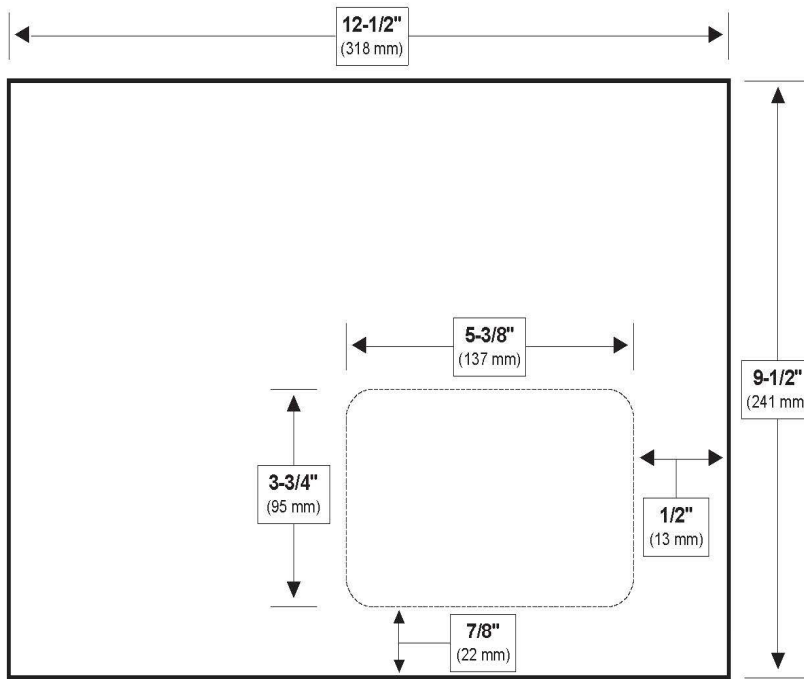 12-1/2"
(318 mm)
5-3/8"
(137 mm)
9-1/2"
(241 mm
3-3/4"
(95 mm)
1/2"
(13 mm)
7/8"
(22 mm)